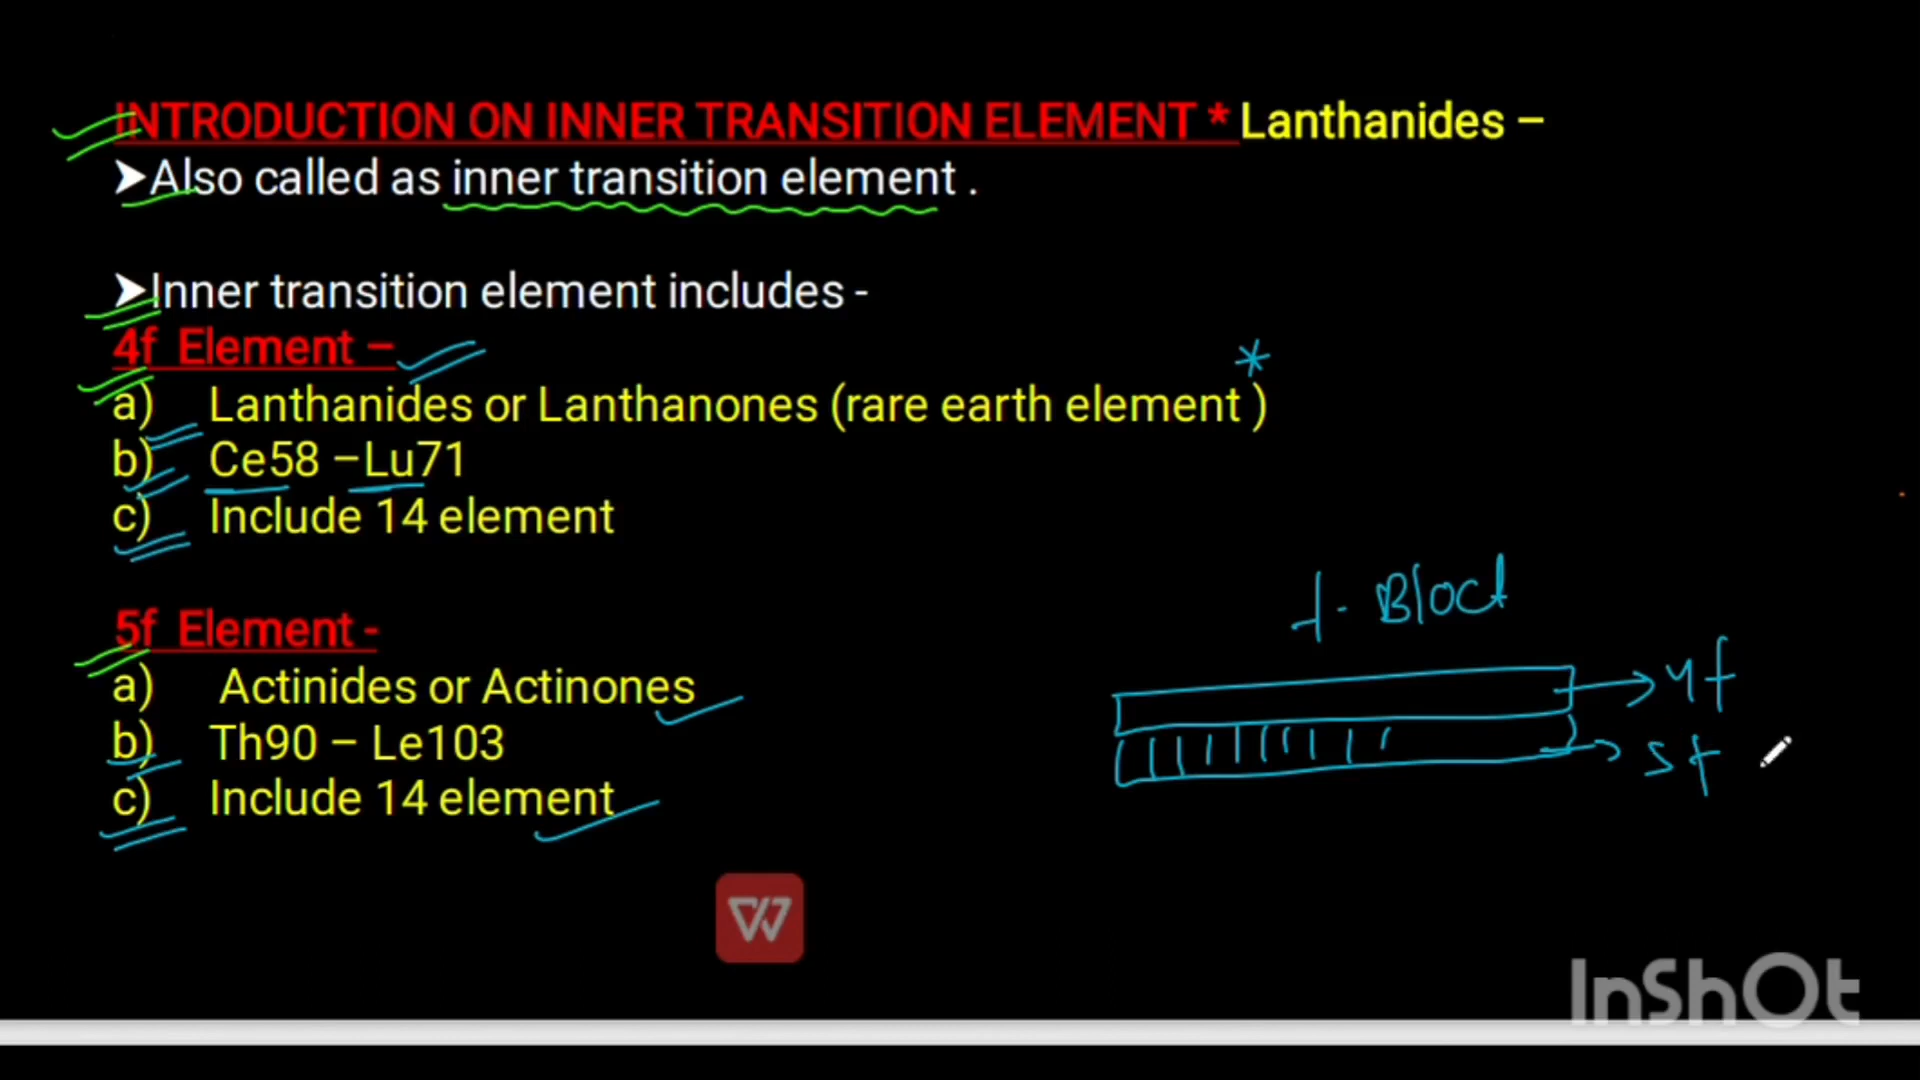 INTRODUCTION ON INNER TRANSITION ELEMENT * Lanthanides –
➤Also called as inner transition element .
➤Inner transition element includes -
4f Element –
*
a) Lanthanides or Lanthanones (rare earth element )
b) Ce58 –Lu71
c) Include 14 element
f- Block
5f Element -
4f
a) Actinides or Actinones
b) Th90 – Le103
5f
c) Include 14 element
W
InShOt